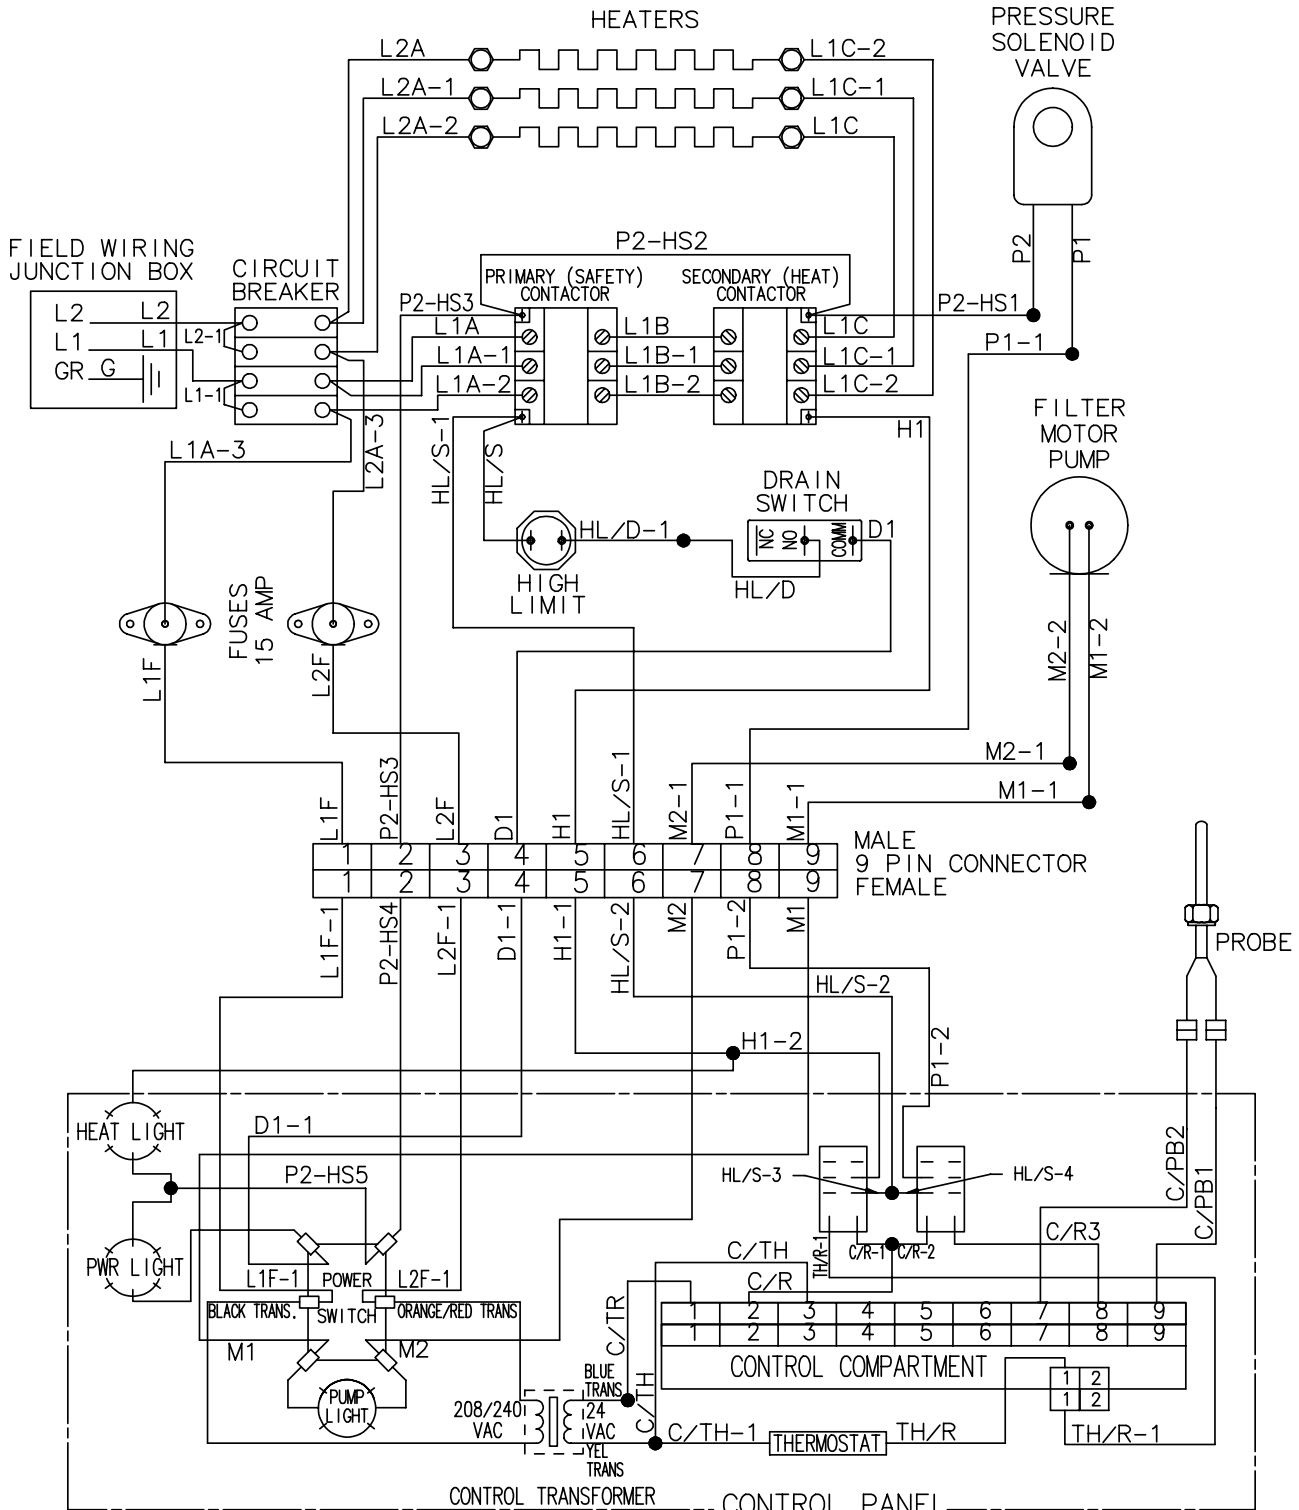 HEATERS
PRESSURE
SOLENOID
VALVE
L2A
L1C-2
L2A-1
L1C-1
L2A-2
L1C
P2
P1
P2-HS2
FIELD WIRING
JUNCTION BOX
CIRCUIT
BREAKER
PRIMARY (SAFETY)
CONTACTOR
SECONDARY (HEAT)
CONTACTOR
P2-HS3
P2-HS1
L2
L2
L2-1
L1A
L1B
L1C
L1
L1
L1A-1
L1B-1
L1C-1
P1-1
GR
G
L1-1
L1A-2
L1B-2
L1C-2
L1A-3
L2A-3
HL/S-1
HL/S
H1
FILTER
MOTOR
PUMP
DRAIN
SWITCH
HL/D-1
NC
NO
COMM
D1
HL/D
HIGH
LIMIT
FUSES
15 AMP
L1F
L2F
M2-2
M1-2
M2-1
M1-1
L1F
P2-HS3
L2F
D1
H1
HL/S-1
M2-1
P1-1
M1-1
1 2 3 4 5 6 7 8 9
1 2 3 4 5 6 7 8 9
MALE
9 PIN CONNECTOR
FEMALE
L1F-1
P2-HS4
L2F-1
D1-1
H1-1
HL/S-2
M2
P1-2
M1
PROBE
HL/S-2
H1-2
P1-2
HEAT LIGHT
D1-1
P2-HS5
HL/S-3
HL/S-4
C/PB2
C/PB1
PWR LIGHT
L1F-1
POWER
SWITCH
L2F-1
BLACK TRANS.
ORANGE/RED TRANS
C/TH
C/R
TH/R-1
C/R-1
C/R-2
C/R3
C/TR
1 2 3 4 5 6 7 8 9
1 2 3 4 5 6 7 8 9
M1
M2
CONTROL COMPARTMENT
1 2
1 2
PUMP
LIGHT
208/240
VAC
BLUE
TRANS
24
VAC
YEL
TRANS
C/TH
C/TH-1
THERMOSTAT
TH/R
TH/R-1
CONTROL TRANSFORMER
CONTROL PANEL